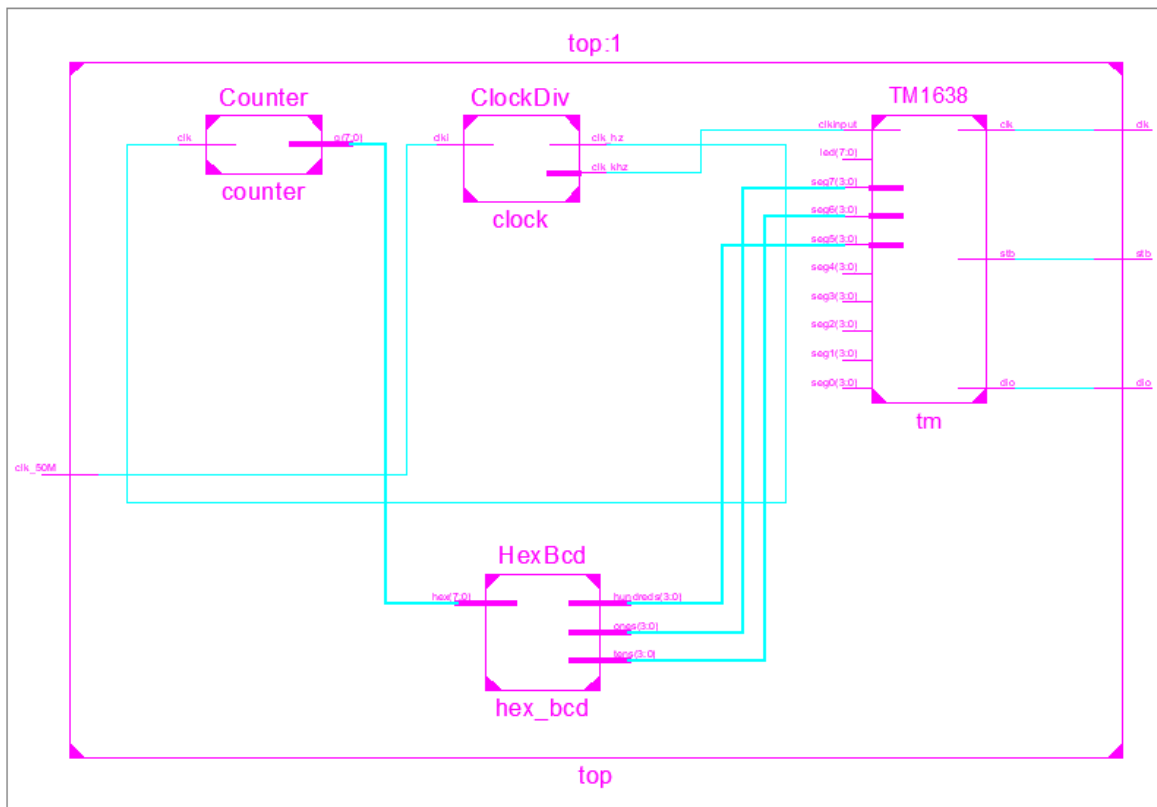 top:1
Counter
clk
q(7:0)
counter
ClockDiv
clki
clk_hz
clk_khz
clock
TM1638
clkinput
led(7:0)
seg7(3:0)
seg6(3:0)
seg5(3:0)
seg4(3:0)
seg3(3:0)
seg2(3:0)
seg1(3:0)
seg0(3:0)
clk
stb
dio
tm
clk
stb
dio
clk_50M
HexBcd
hex(7:0)
hundreds(3:0)
ones(3:0)
tens(3:0)
hex_bcd
top